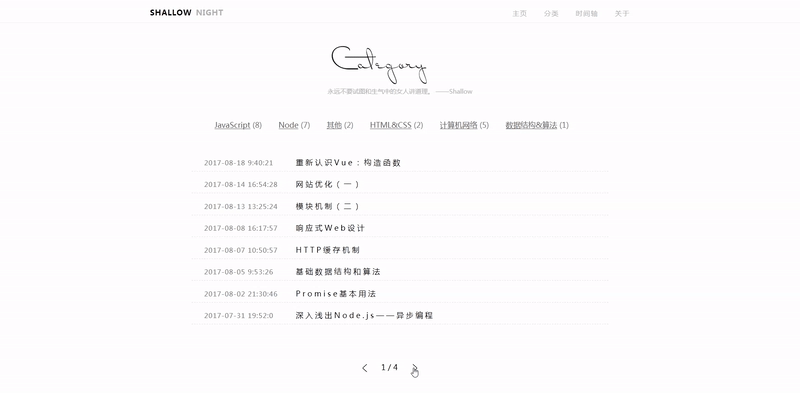 SHALLOW NIGHT 主页 分类 时间轴 关于
Category
永远不要试图和生气中的女人讲道理。 ——Shallow
JavaScript (8) Node (7) 其他 (2) HTML&CSS (2) 计算机网络 (5) 数据结构&算法 (1)
2017-08-18 9:40:21 重新认识Vue：构造函数
2017-08-14 16:54:28 网站优化（一）
2017-08-13 13:25:24 模块机制（二）
2017-08-08 16:17:57 响应式Web设计
2017-08-07 10:50:57 HTTP缓存机制
2017-08-05 9:53:26 基础数据结构和算法
2017-08-02 21:30:46 Promise基本用法
2017-07-31 19:52:0 深入浅出Node.js——异步编程
< 1 / 4 >